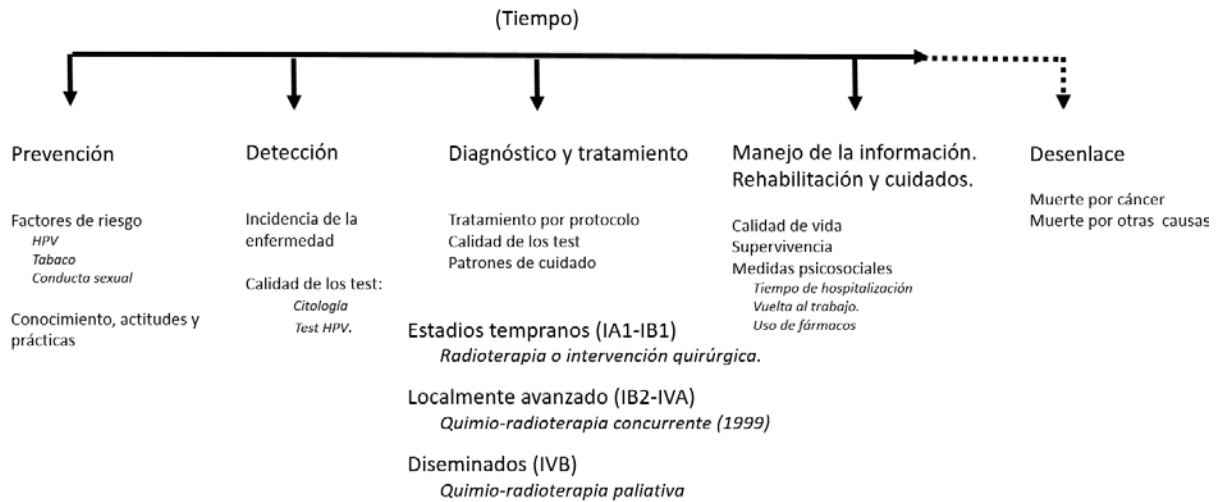 (Tiempo)
Prevención
Factores de riesgo
HPV
Tabaco
Conducta sexual
Conocimiento, actitudes y
prácticas
Detección
Incidencia de la
enfermedad
Calidad de los test:
Citología
Test HPV.
Diagnóstico y tratamiento
Tratamiento por protocolo
Calidad de los test
Patrones de cuidado
Estadios tempranos (IA1-IB1)
Radioterapia o intervención quirúrgica.
Localmente avanzado (IB2-IVA)
Quimio-radioterapia concurrente (1999)
Diseminados (IVB)
Quimio-radioterapia paliativa
Manejo de la información.
Rehabilitación y cuidados.
Calidad de vida
Supervivencia
Medidas psicosociales
Tiempo de hospitalización
Vuelta al trabajo.
Uso de fármacos
Desenlace
Muerte por cáncer
Muerte por otras causas